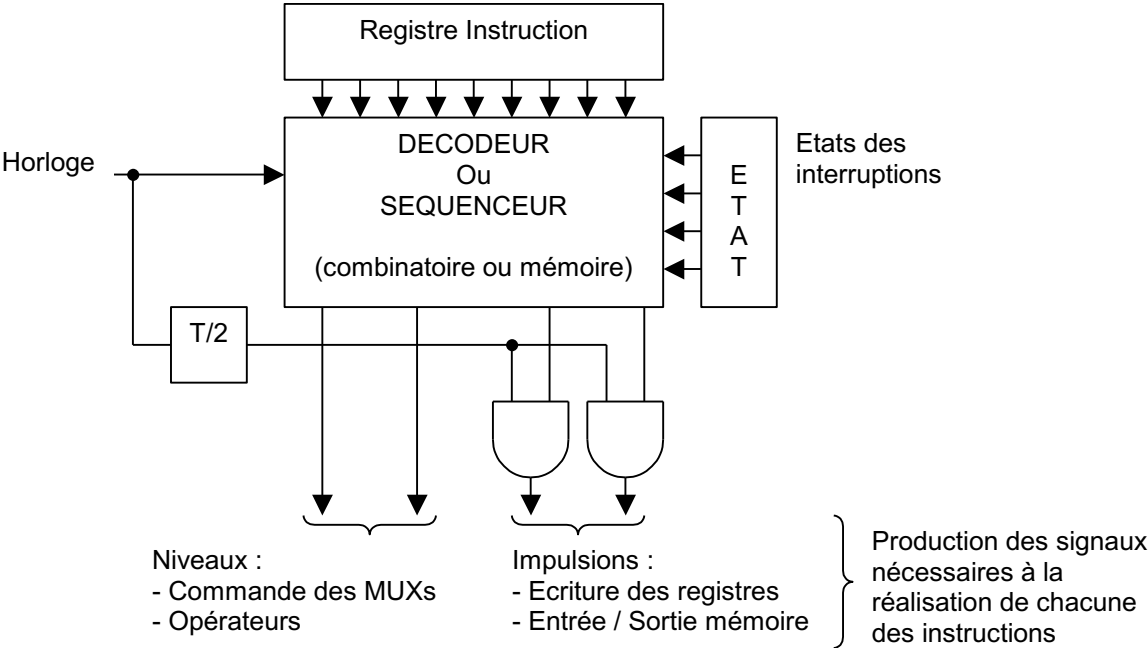 Registre Instruction
Horloge
DECODEUR
Ou
SEQUENCEUR
(combinatoire ou mémoire)
E
T
A
T
Etats des
interruptions
T/2
Niveaux :
- Commande des MUXs
- Opérateurs
Impulsions :
- Ecriture des registres
- Entrée / Sortie mémoire
Production des signaux
nécessaires à la
réalisation de chacune
des instructions